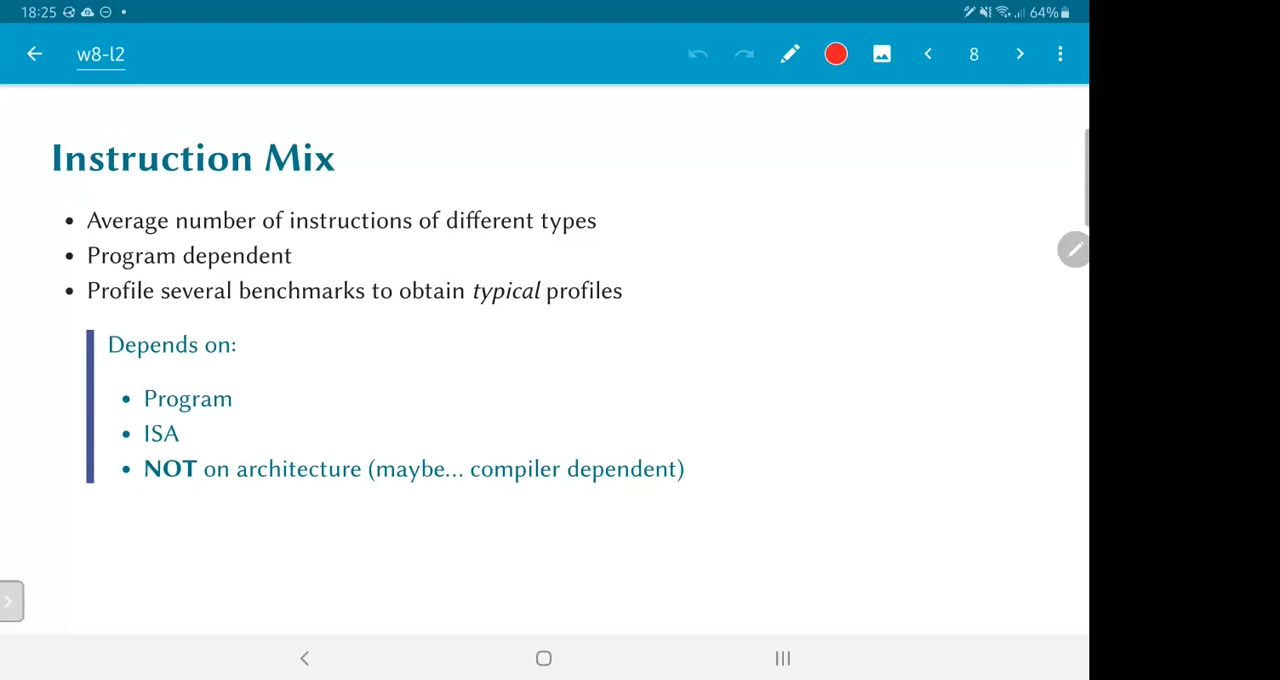 18:25
64%
w8-l2
8
Instruction Mix
• Average number of instructions of different types
• Program dependent
• Profile several benchmarks to obtain typical profiles
Depends on:
• Program
• ISA
• NOT on architecture (maybe... compiler dependent)